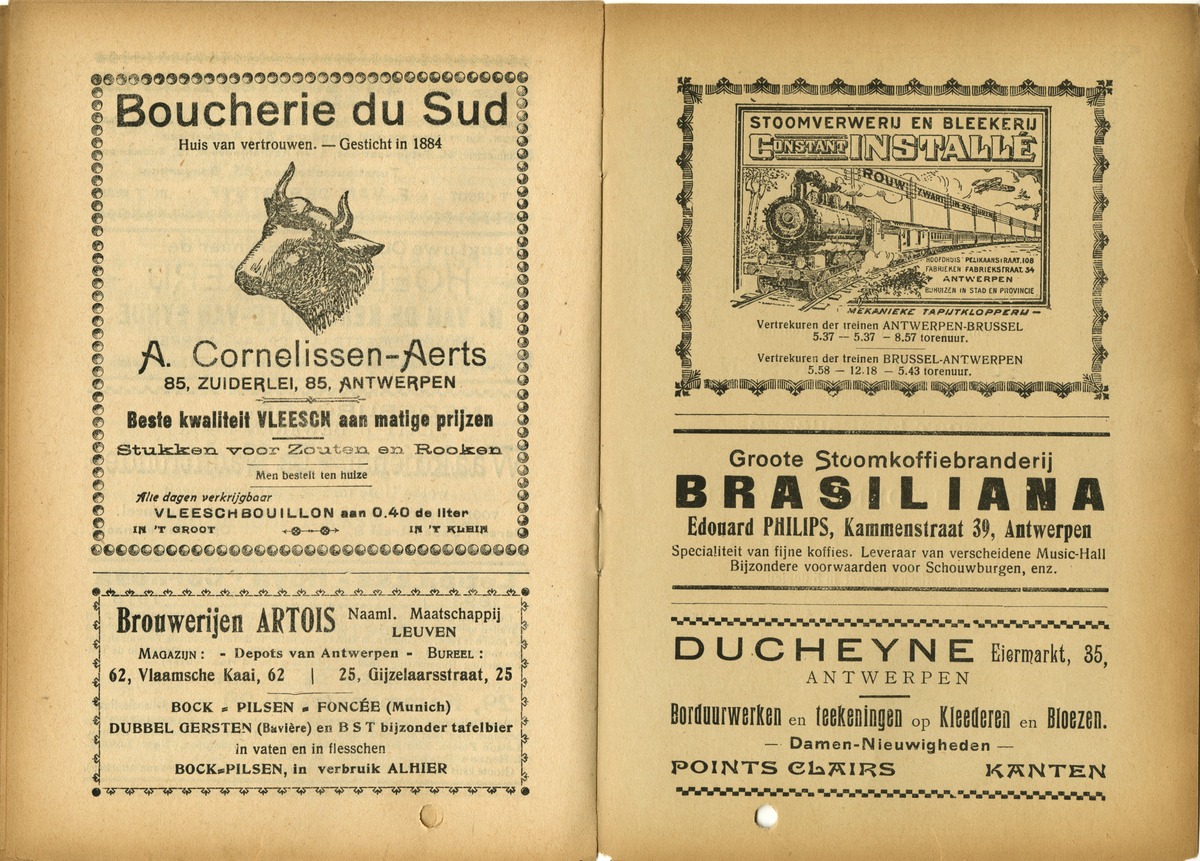 Boucherie du Sud
Huis van vertrouwen. — Gesticht in 1884
A. Cornelissen-Aerts
85, ZUIDERLEI, 85, ANTWERPEN
Beste kwaliteit VLEESCH aan matige prijzen
Stukken voor Zouten en Rooken
Men bestelt ten huize
Alle dagen verkrijgbaar
VLEESCHBOUILLON aan 0.40 de liter
IN 'T GROOT IN 'T KLEIN
Brouwerijen ARTOIS Naaml. Maatschappij
LEUVEN
MAGAZIJN : - Depots van Antwerpen - BUREEL :
62, Vlaamsche Kaai, 62 | 25, Gijzelaarsstraat, 25
BOCK = PILSEN = FONCÉE (Munich)
DUBBEL GERSTEN (Bavière) en B S T bijzonder tafelbier
in vaten en in flesschen
BOCK=PILSEN, in verbruik ALHIER
STOOMVERWERIJ EN BLEEKERIJ
CONSTANT INSTALLÉ
ROUW ZWART IN 24 UREN
HOOFDHUIS PELIKAANSTRAAT. 108
FABRIEKEN FABRIEKSTRAAT. 34
ANTWERPEN
BIJHUIZEN IN STAD EN PROVINCIE
MEKANIEKE TAPIJTKLOPPERIJ —
Vertrekuren der treinen ANTWERPEN-BRUSSEL
5.37 — 5.37 — 8.57 torenuur.
Vertrekuren der treinen BRUSSEL-ANTWERPEN
5.58 — 12.18 — 5.43 torenuur.
Groote Stoomkoffiebranderij
BRASILIANA
Edouard PHILIPS, Kammenstraat 39, Antwerpen
Specialiteit van fijne koffies. Leveraar van verscheidene Music-Hall
Bijzondere voorwaarden voor Schouwburgen, enz.
DUCHEYNE Eiermarkt, 35,
ANTWERPEN
Borduurwerken en teekeningen op Kleederen en Bloezen.
— Damen-Nieuwigheden —
POINTS CLAIRS KANTEN